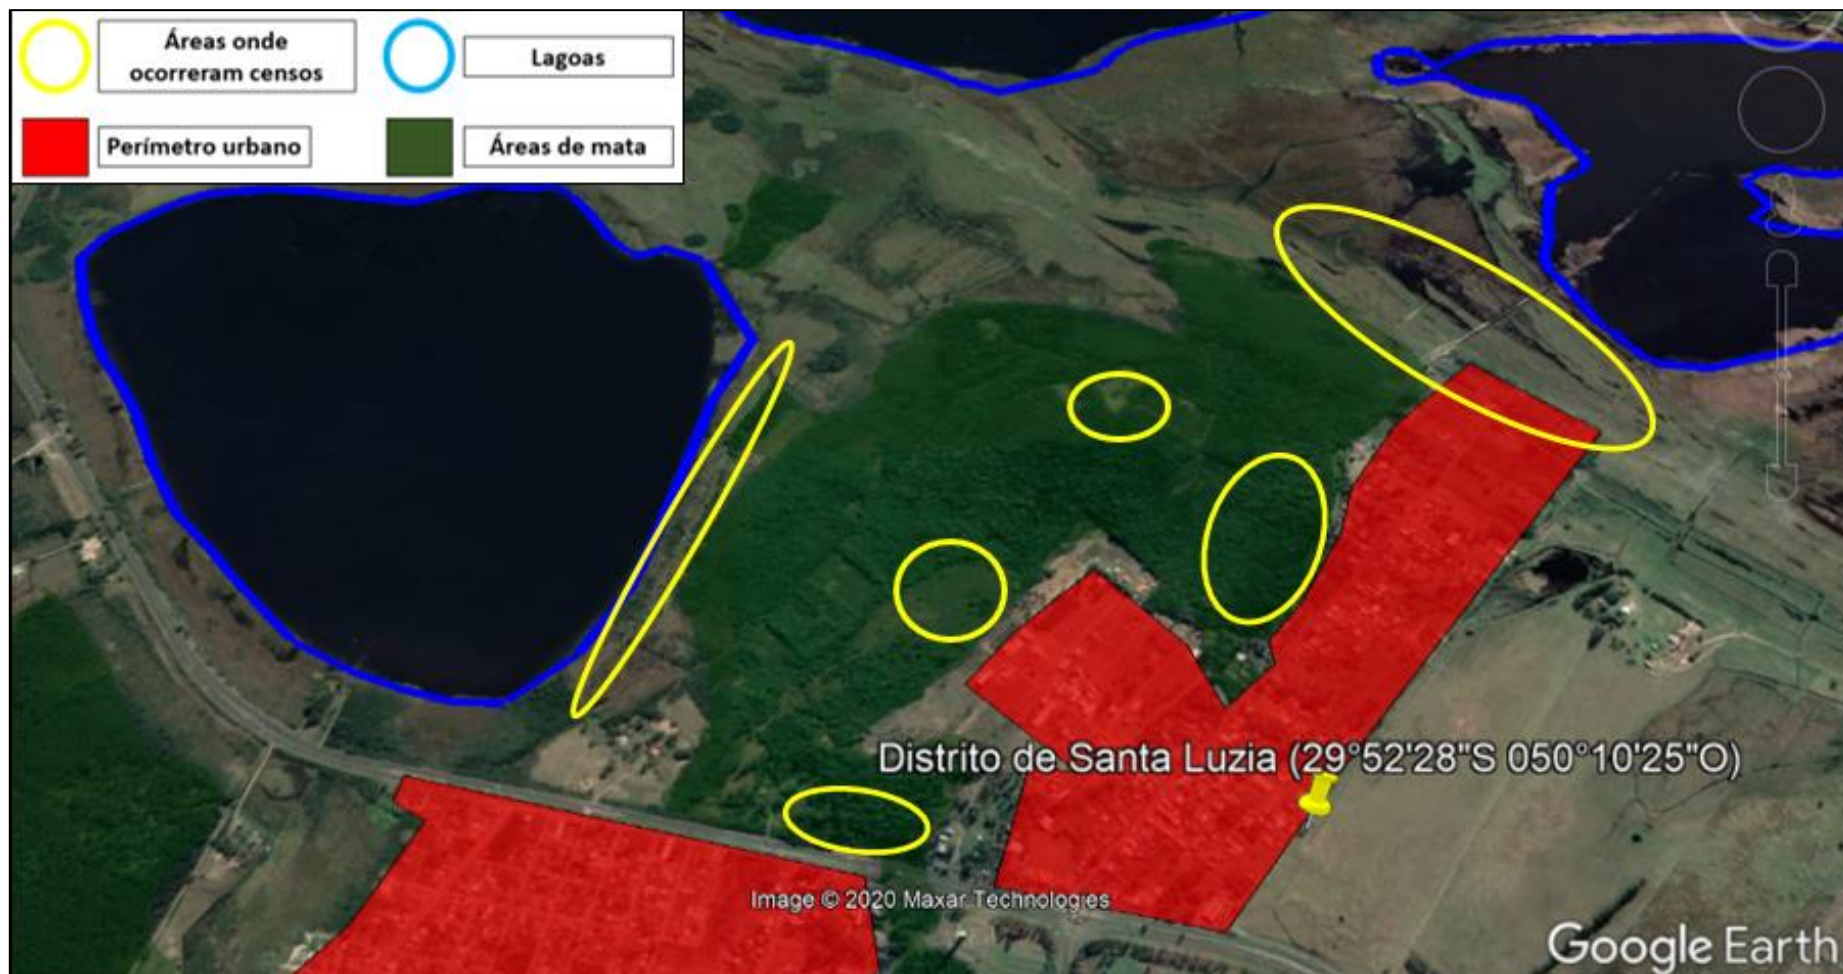 Áreas onde
ocorreram censos
Lagoas
Perímetro urbano
Áreas de mata
Distrito de Santa Luzia (29°52'28"S 050°10'25"O)
Image © 2020 Maxar Technologies
Google Earth